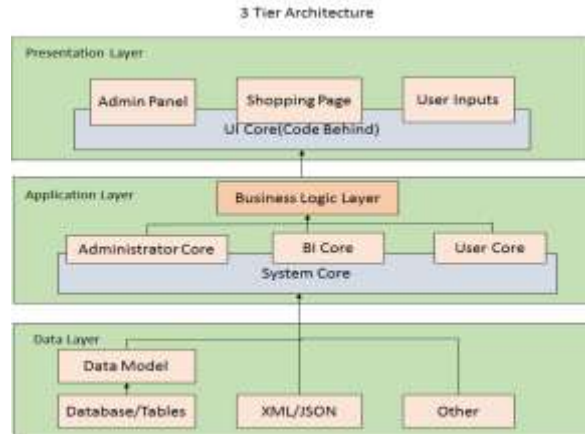 3 Tier Architecture
Presentation Layer
Admin Panel
Shopping Page
User Inputs
UI Core(Code Behind)
Application Layer
Business Logic Layer
Administrator Core
BI Core
User Core
System Core
Data Layer
Data Model
Database/Tables
XML/JSON
Other